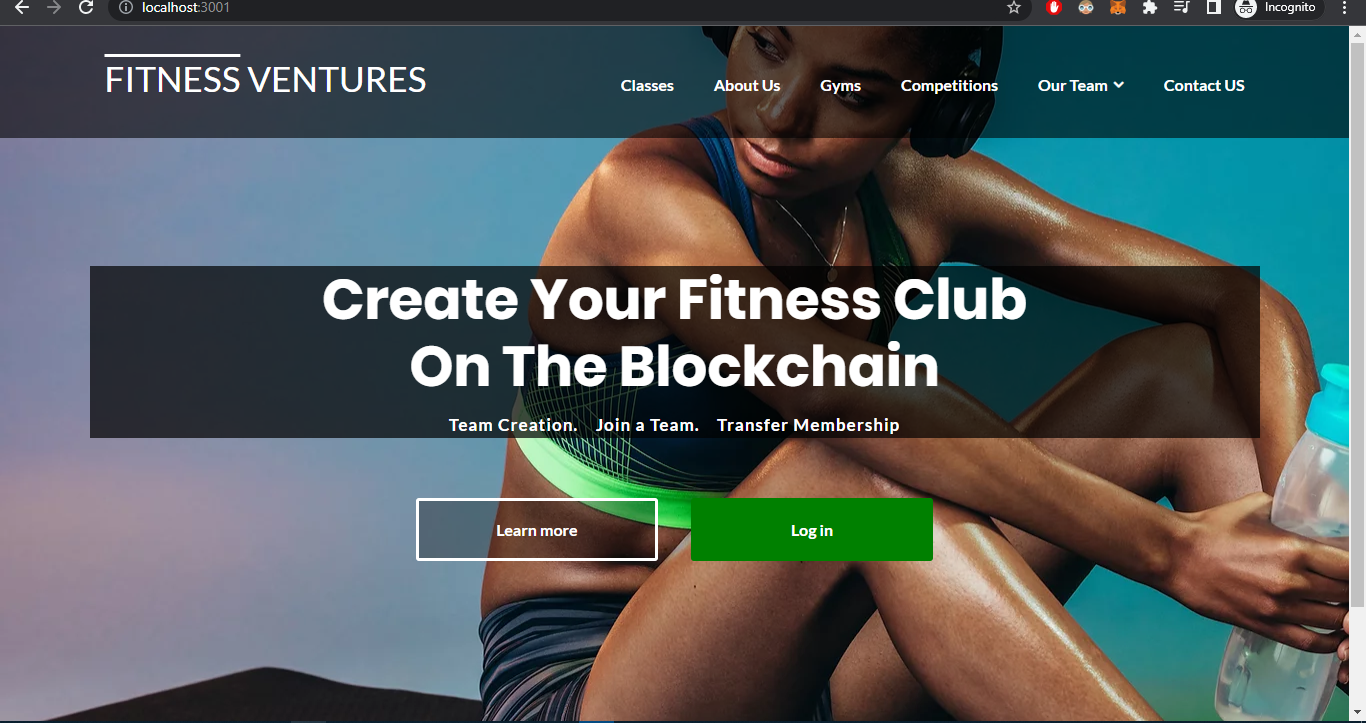 localhost:3001
Incognito
FITNESS VENTURES
Classes About Us Gyms Competitions Our Team Contact US
Create Your Fitness Club
On The Blockchain
Team Creation. Join a Team. Transfer Membership
Learn more Log in